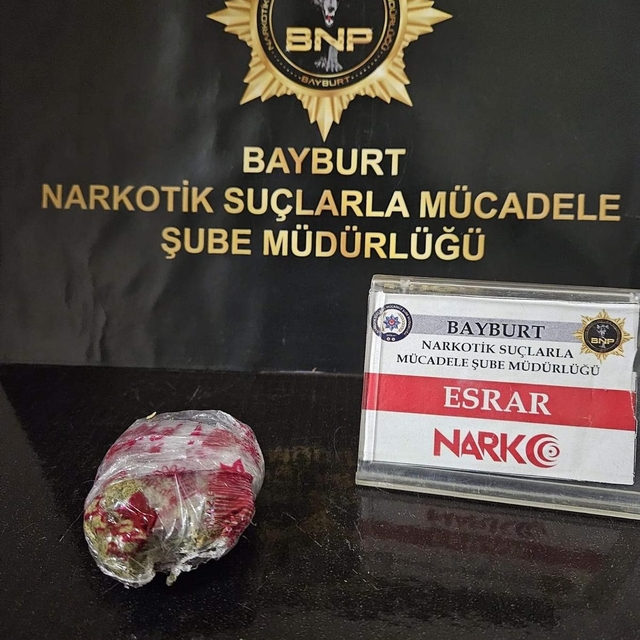 BNP
BAYBURT
BAYBURT
NARKOTİK SUÇLARLA MÜCADELE
ŞUBE MÜDÜRLÜĞÜ
BAYBURT
NARKOTİK SUÇLARLA
MÜCADELE ŞUBE MÜDÜRLÜĞÜ
BNP
ESRAR
NARKO